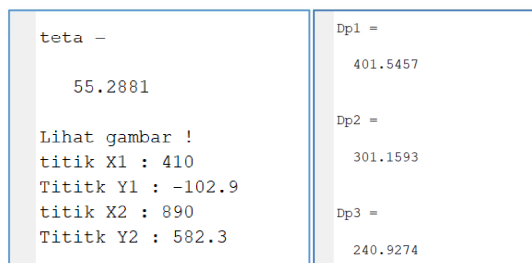 teta =
55.2881
Lihat gambar !
titik X1 : 410
Tititk Y1 : -102.9
titik X2 : 890
Tititk Y2 : 582.3
Dp1 =
401.5457
Dp2 =
301.1593
Dp3 =
240.9274